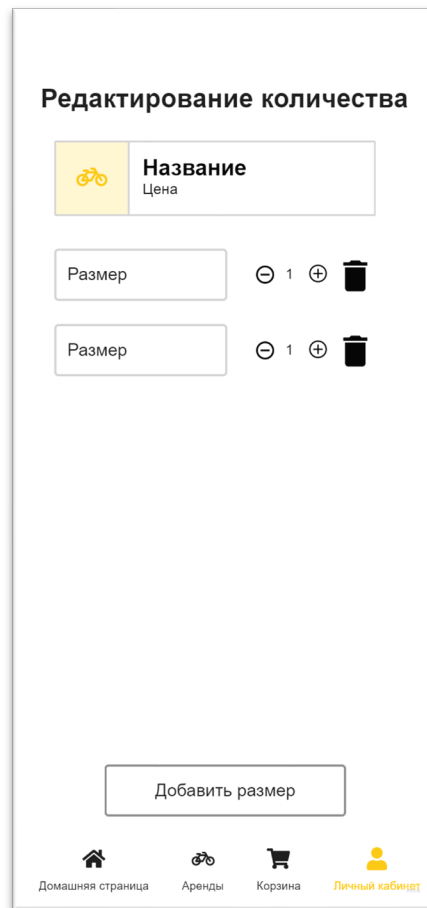 Редактирование количества
Название
Цена
Размер 1
Размер 1
Добавить размер
Домашняя страница Аренды Корзина Личный кабинет